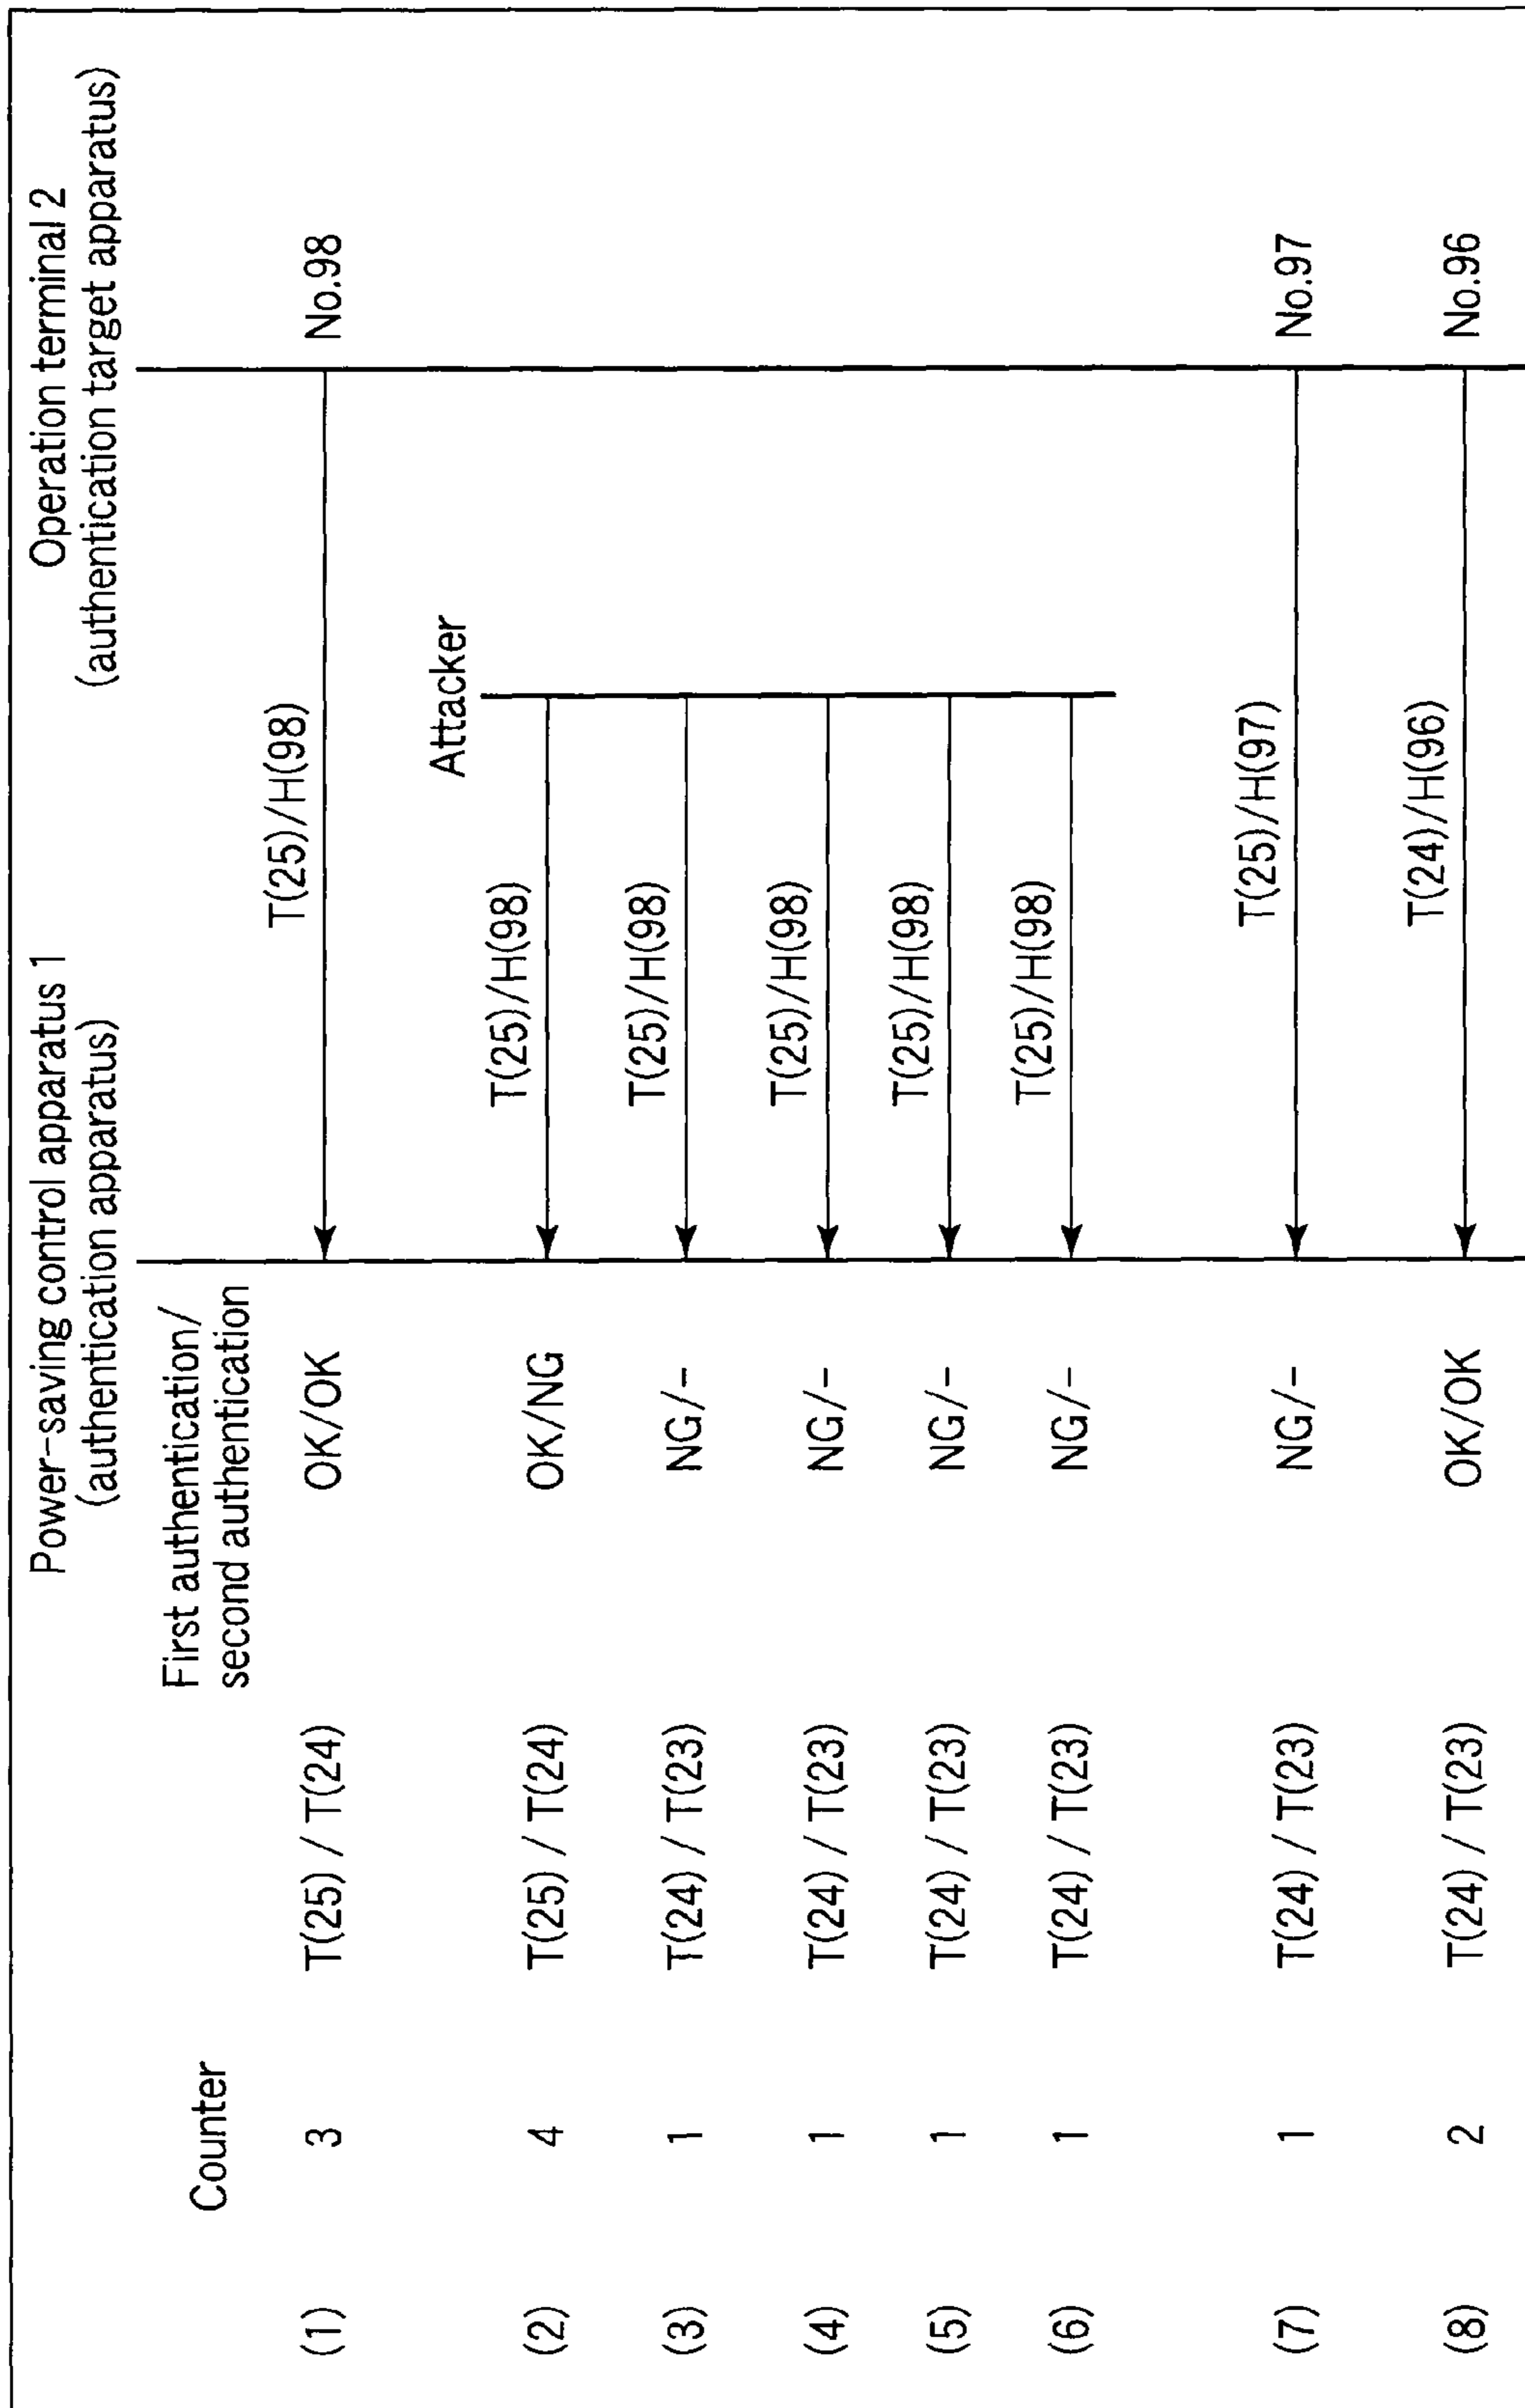 Power-saving control apparatus 1
(authentication apparatus)
Operation terminal 2
(authentication target apparatus)
Counter
First authentication/
second authentication
(1) 3 T(25) / T(24) OK/OK T(25)/H(98) No.98
Attacker
(2) 4 T(25) / T(24) OK/NG T(25)/H(98)
(3) 1 T(24) / T(23) NG/- T(25)/H(98)
(4) 1 T(24) / T(23) NG/- T(25)/H(98)
(5) 1 T(24) / T(23) NG/- T(25)/H(98)
(6) 1 T(24) / T(23) NG/- T(25)/H(98)
(7) 1 T(24) / T(23) NG/- T(25)/H(97) No.97
(8) 2 T(24) / T(23) OK/OK T(24)/H(96) No.96